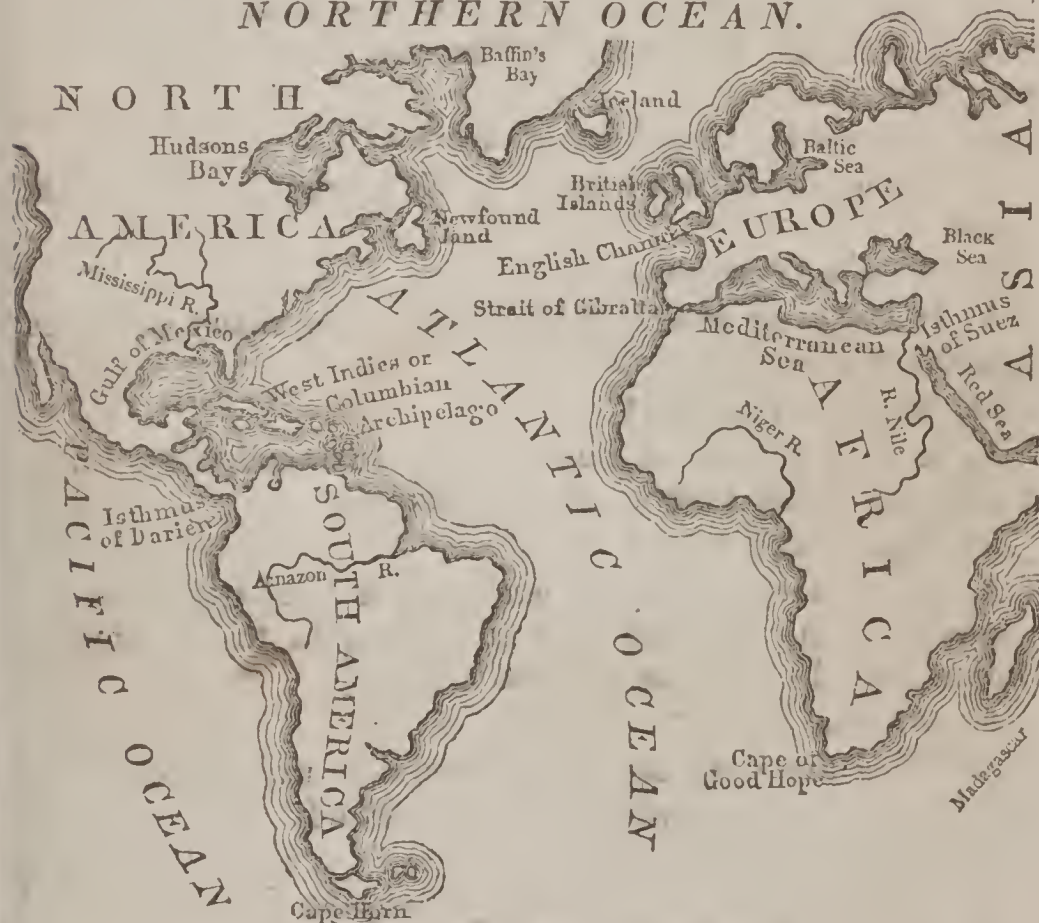 NORTHERN OCEAN.
Baffin's
Bay
NORTH
Iceland
Hudsons
Bay
Baltic
Sea
British
Islands
AMERICA
Newfound
land
EUROPE
English Channel
Black
Sea
ASIA
Mississippi R.
Strait of Gibraltar
Isthmus
of Suez
Mediterranean
Sea
Gulf of Mexico
ATLANTIC OCEAN
West Indies or
Columbian
Archipelago
Red Sea
R. Nile
Niger R.
AFRICA
PACIFIC OCEAN
Isthmus
of Darien
SOUTH AMERICA
Amazon R.
Cape of
Good Hope
Madagascar
Cape Horn